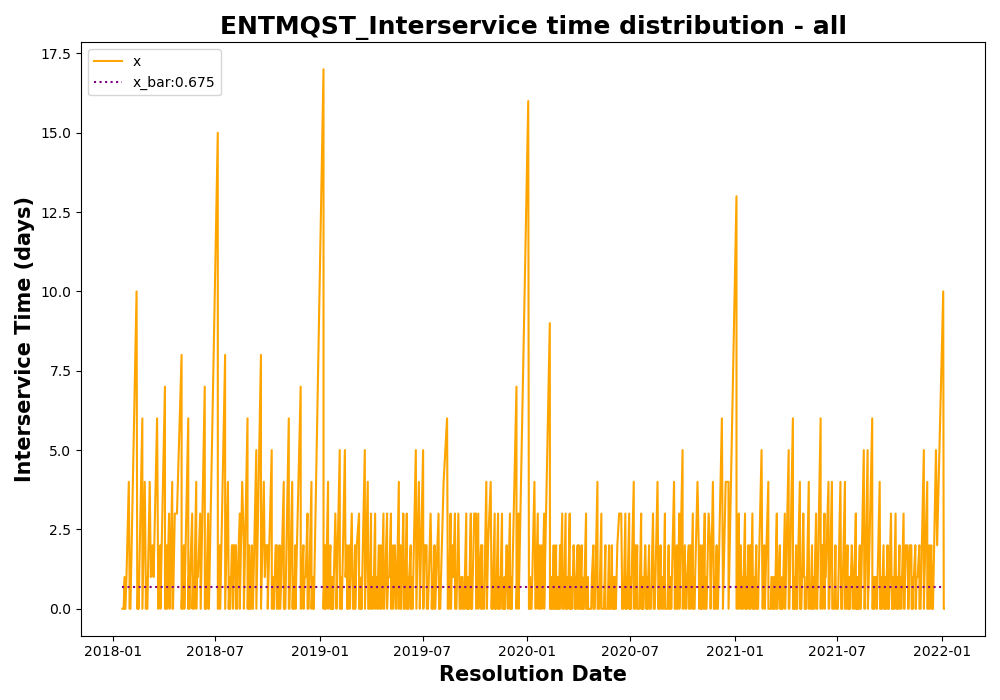 ENTMQST_Interservice time distribution - all
x
x_bar:0.675
Interservice Time (days)
17.5
15.0
12.5
10.0
7.5
5.0
2.5
0.0
2018-01 2018-07 2019-01 2019-07 2020-01 2020-07 2021-01 2021-07 2022-01
Resolution Date